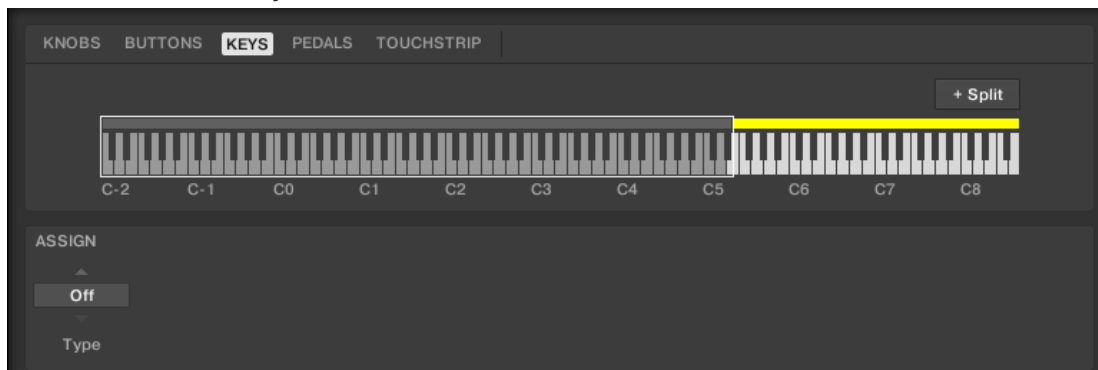 KNOBS BUTTONS KEYS PEDALS TOUCHSTRIP
+ Split
C-2 C-1 C0 C1 C2 C3 C4 C5 C6 C7 C8
ASSIGN
Off
Type